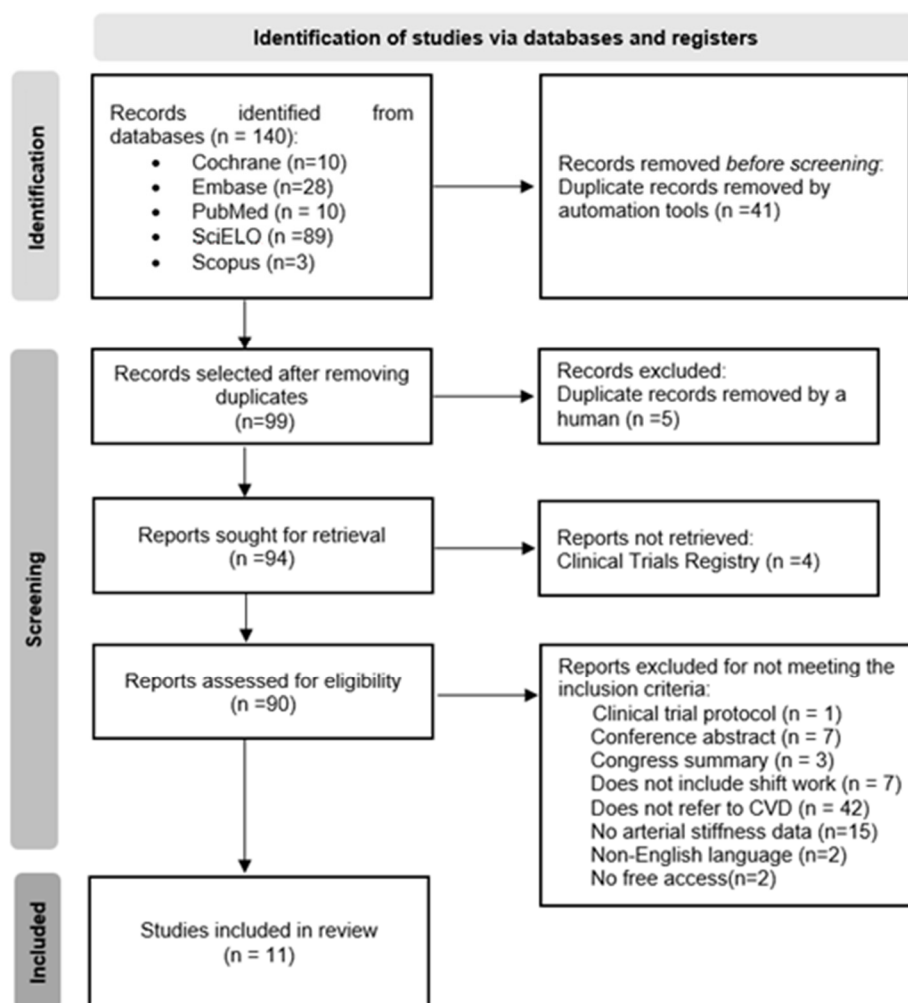 Identification of studies via databases and registers
Identification
Records identified from
databases (n = 140):
• Cochrane (n=10)
• Embase (n=28)
• PubMed (n = 10)
• SciELO (n =89)
• Scopus (n=3)
Records removed before screening:
Duplicate records removed by
automation tools (n =41)
Screening
Records selected after removing
duplicates
(n=99)
Records excluded:
Duplicate records removed by a
human (n =5)
Reports sought for retrieval
(n =94)
Reports not retrieved:
Clinical Trials Registry (n =4)
Reports assessed for eligibility
(n =90)
Reports excluded for not meeting the
inclusion criteria:
Clinical trial protocol (n = 1)
Conference abstract (n = 7)
Congress summary (n = 3)
Does not include shift work (n = 7)
Does not refer to CVD (n = 42)
No arterial stiffness data (n=15)
Non-English language (n=2)
No free access(n=2)
Included
Studies included in review
(n = 11)